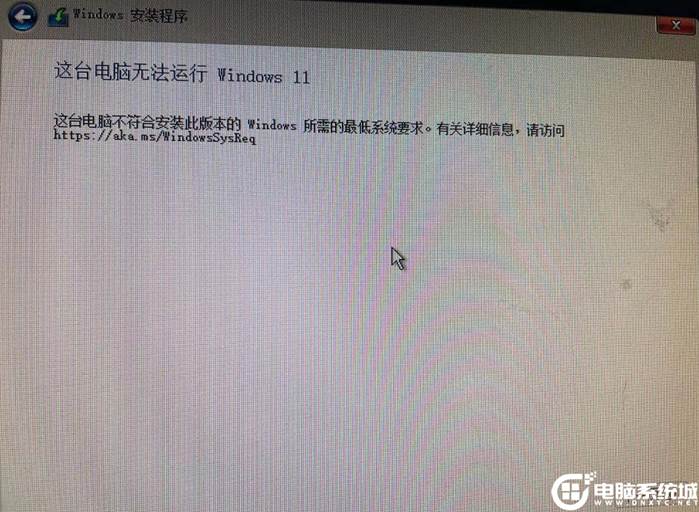 Windows 安装程序
这台电脑无法运行 Windows 11
这台电脑不符合安装此版本的 Windows 所需的最低系统要求。有关详细信息，请访问
https://aka.ms/WindowsSysReq
电脑系统城
WWW.DNXTC.NET